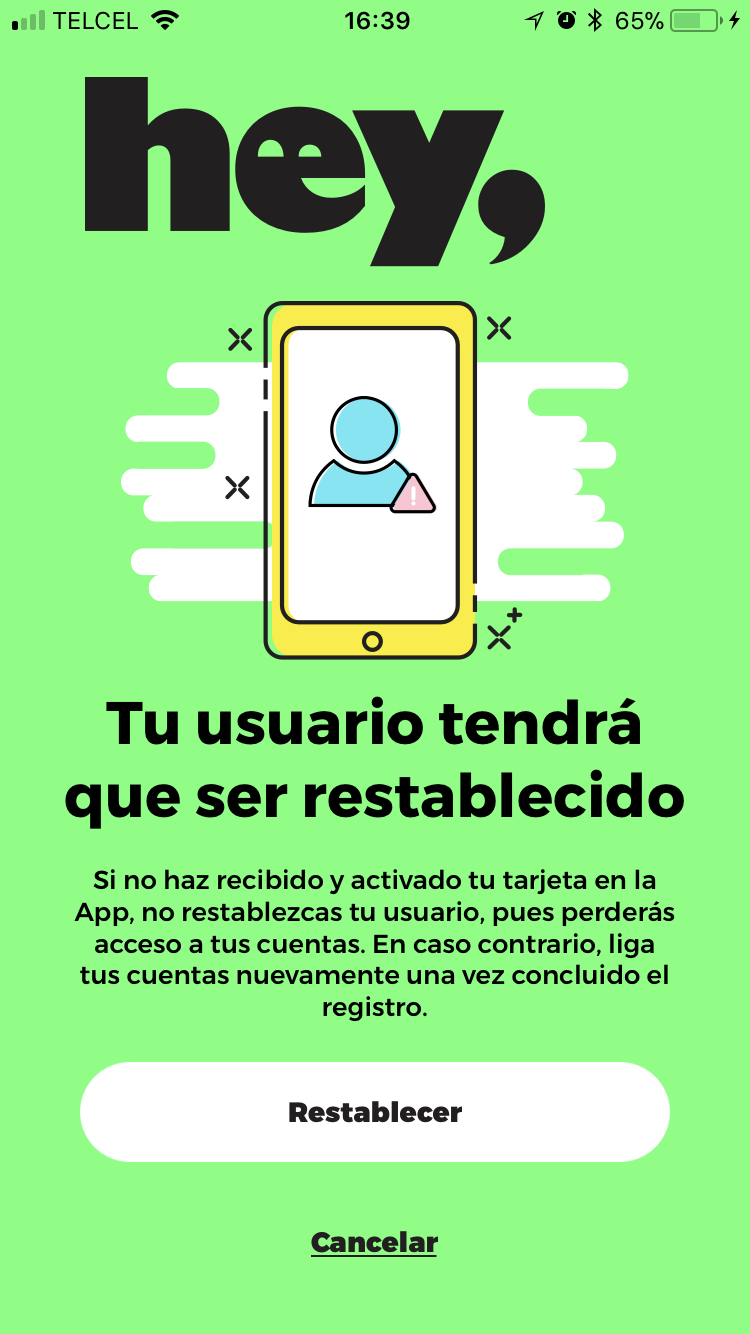 TELCEL 16:39 65%
hey,
Tu usuario tendrá
que ser restablecido
Si no haz recibido y activado tu tarjeta en la
App, no restablezcas tu usuario, pues perderás
acceso a tus cuentas. En caso contrario, liga
tus cuentas nuevamente una vez concluido el
registro.
Restablecer
Cancelar